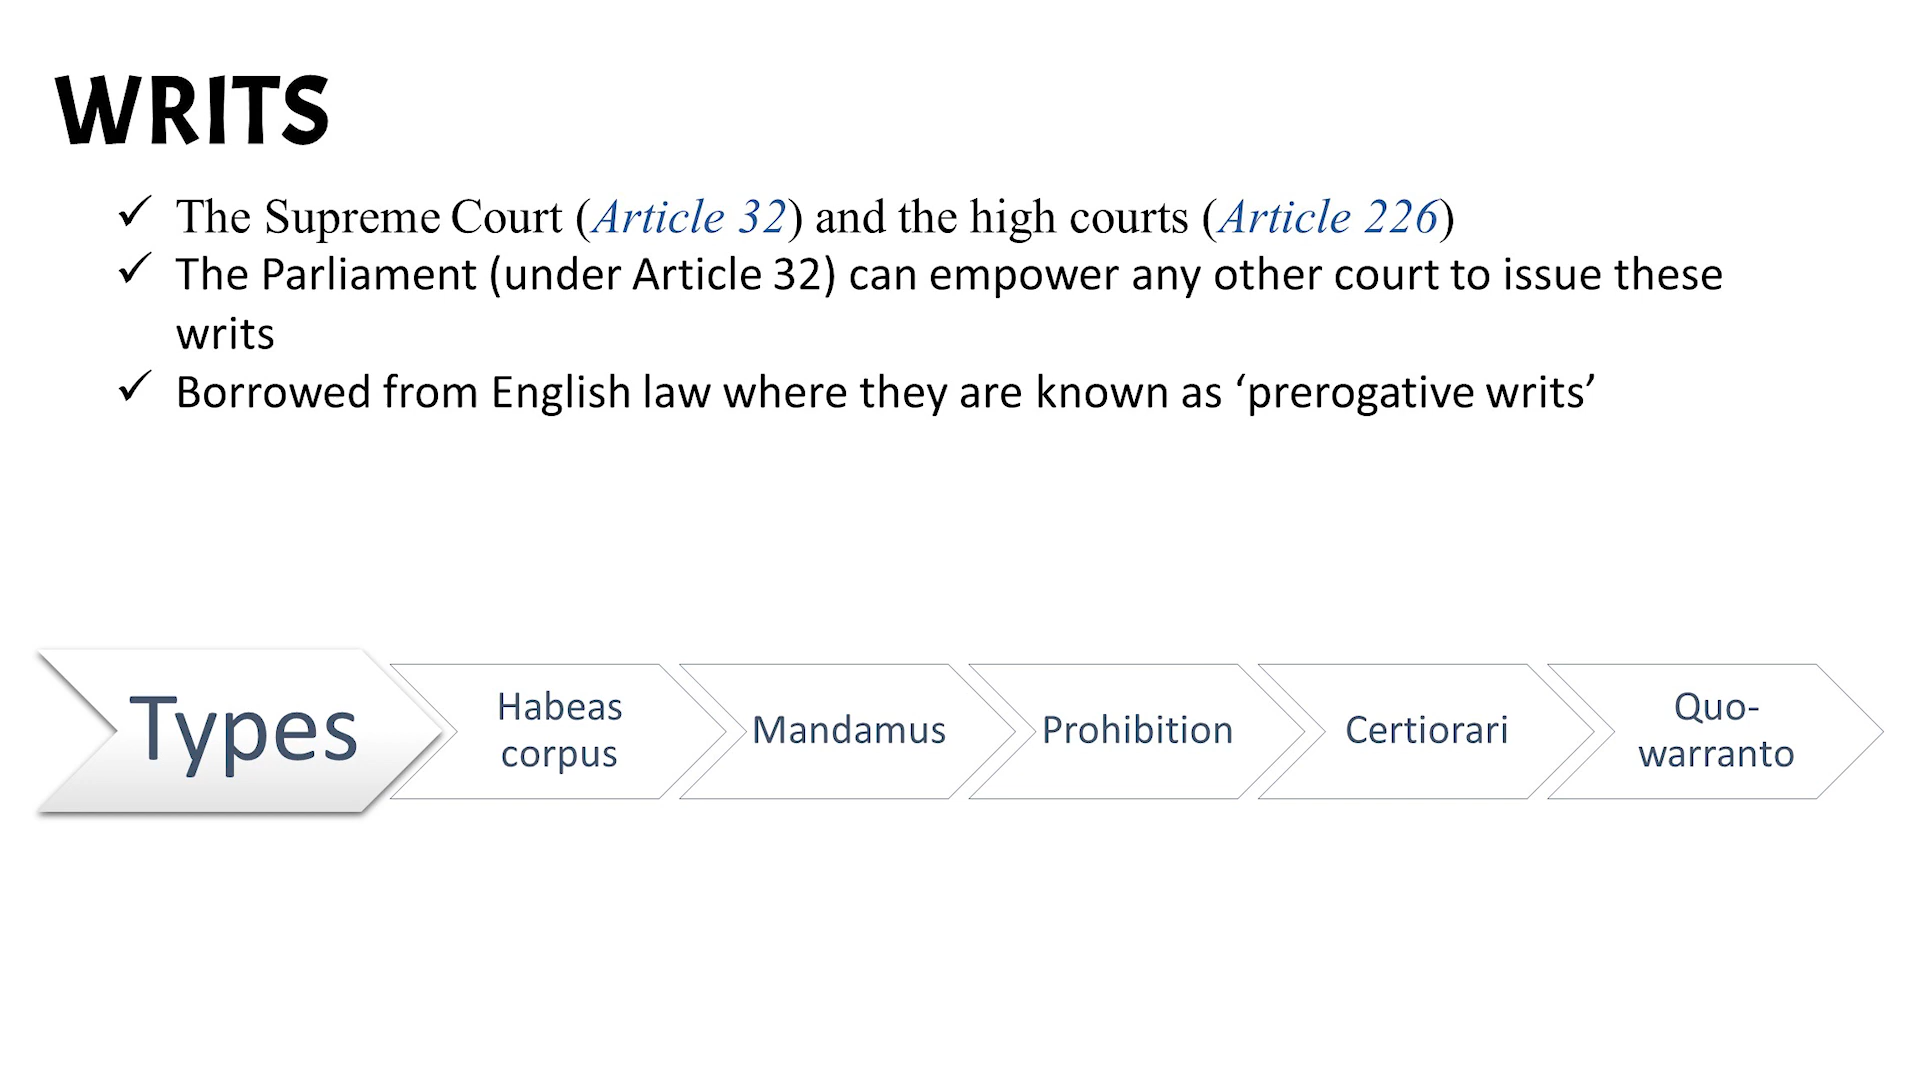 WRITS
✓ The Supreme Court (Article 32) and the high courts (Article 226)
✓ The Parliament (under Article 32) can empower any other court to issue these
writs
✓ Borrowed from English law where they are known as ‘prerogative writs’
Types
Habeas
corpus
Mandamus
Prohibition
Certiorari
Quo-
warranto